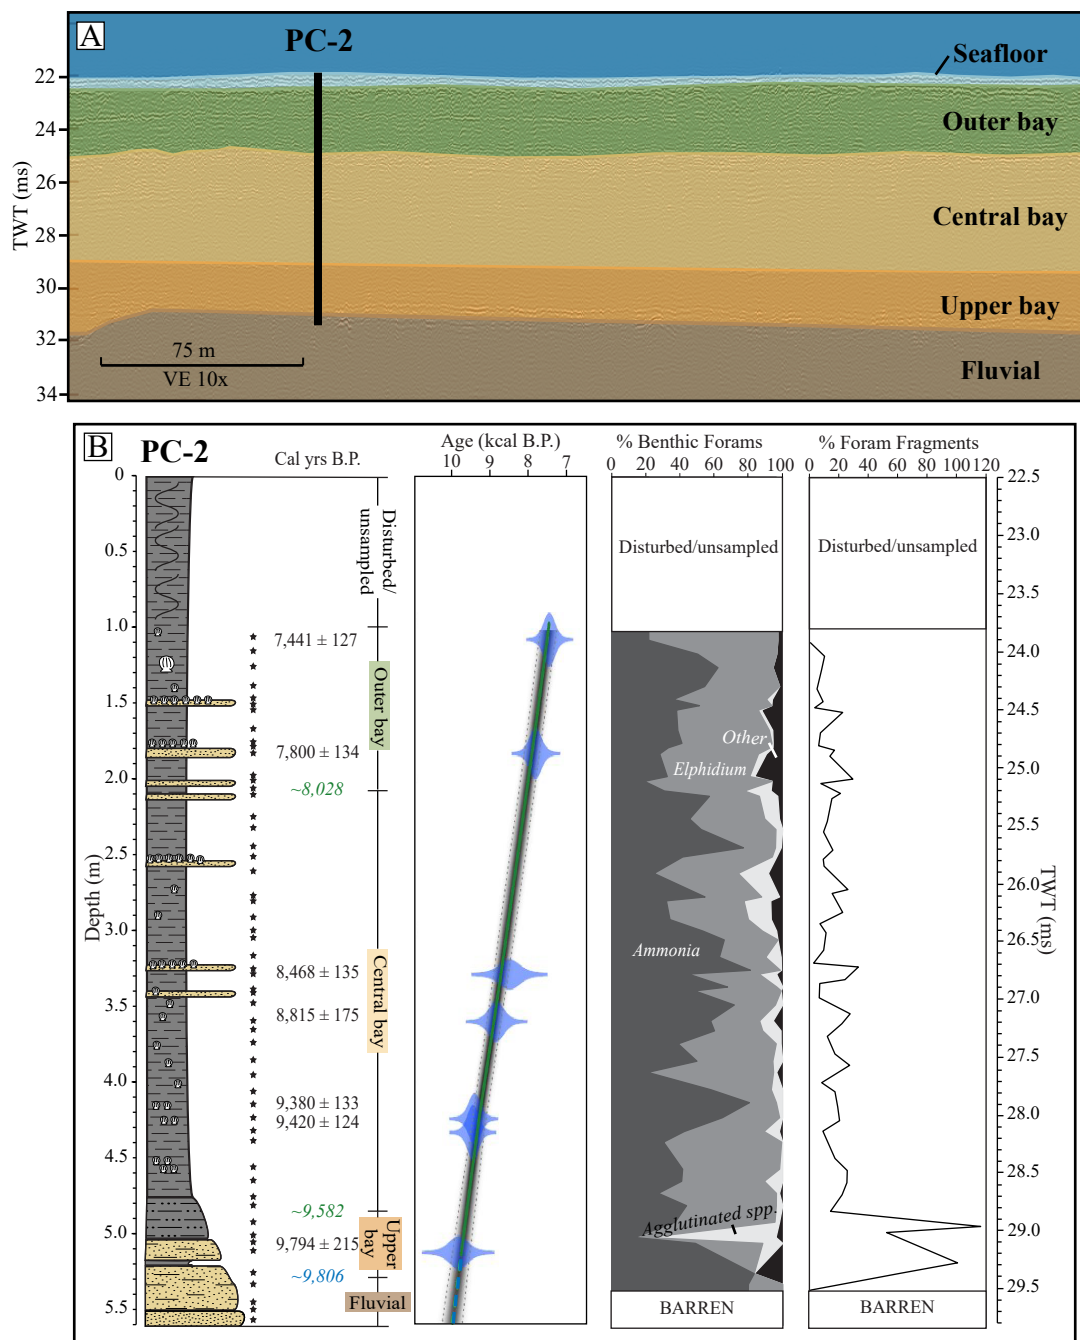 A
PC-2
Seafloor
Outer bay
Central bay
Upper bay
Fluvial
TWT (ms)
22
24
26
28
30
32
34
75 m
VE 10x
B
PC-2
Cal yrs B.P.
Age (kcal B.P.)
10 9 8 7
% Benthic Forams
0 20 40 60 80 100
% Foram Fragments
0 20 40 60 80 100 120
Depth (m)
0
0.5
1.0
1.5
2.0
2.5
3.0
3.5
4.0
4.5
5.0
5.5
7,441 ± 127
7,800 ± 134
~8,028
8,468 ± 135
8,815 ± 175
9,380 ± 133
9,420 ± 124
~9,582
9,794 ± 215
~9,806
Disturbed/
unsampled
Outer bay
Central bay
Upper
bay
Fluvial
Disturbed/unsampled
Other
Elphidium
Ammonia
Agglutinated spp.
BARREN
Disturbed/unsampled
BARREN
22.5
23.0
23.5
24.0
24.5
25.0
25.5
26.0
26.5
27.0
27.5
28.0
28.5
29.0
29.5
TWT (ms)